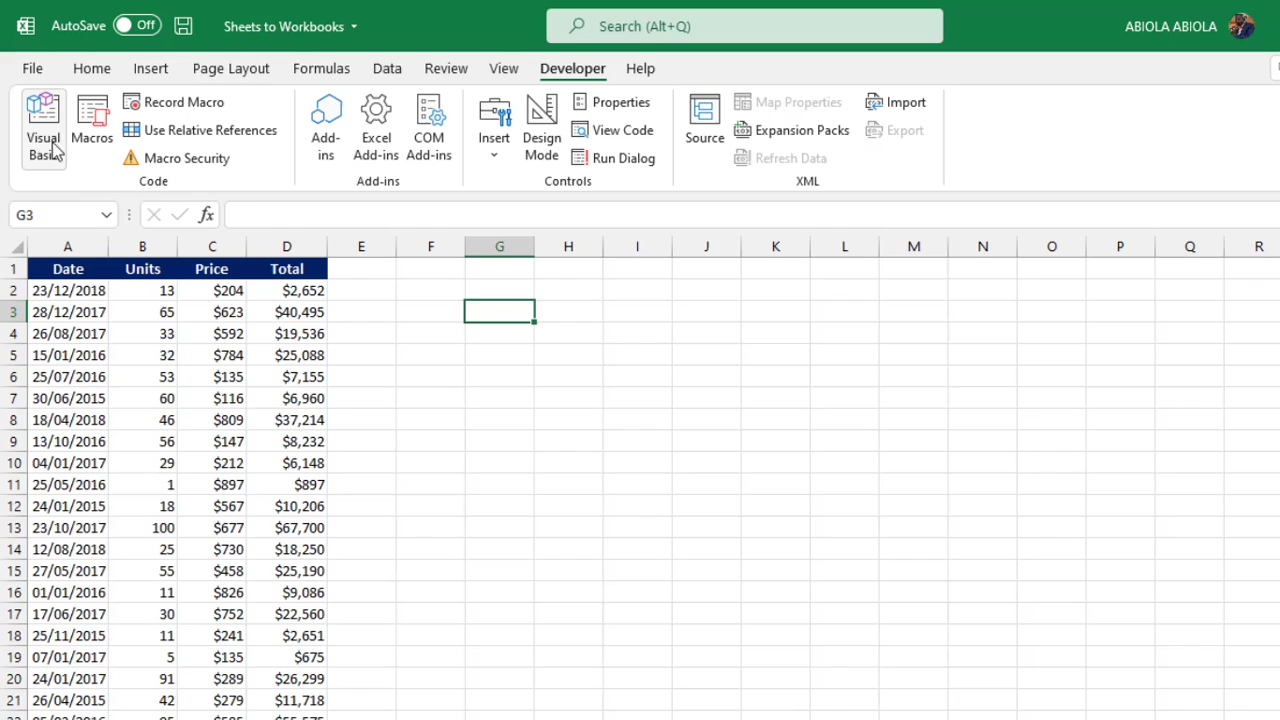 AutoSave Off Sheets to Workbooks Search (Alt+Q) ABIOLA ABIOLA
File Home Insert Page Layout Formulas Data Review View Developer Help
Visual Basic
Macros
Record Macro
Use Relative References
Macro Security
Code
Add-ins
Excel Add-ins
COM Add-ins
Add-ins
Insert
Design Mode
Properties
View Code
Run Dialog
Controls
Source
Map Properties
Expansion Packs
Refresh Data
Import
Export
XML
G3 fx
A B C D E F G H I J K L M N O P Q R
1 Date Units Price Total
2 23/12/2018 13 $204 $2,652
3 28/12/2017 65 $623 $40,495
4 26/08/2017 33 $592 $19,536
5 15/01/2016 32 $784 $25,088
6 25/07/2016 53 $135 $7,155
7 30/06/2015 60 $116 $6,960
8 18/04/2018 46 $809 $37,214
9 13/10/2016 56 $147 $8,232
10 04/01/2017 29 $212 $6,148
11 25/05/2016 1 $897 $897
12 24/01/2015 18 $567 $10,206
13 23/10/2017 100 $677 $67,700
14 12/08/2018 25 $730 $18,250
15 27/05/2017 55 $458 $25,190
16 01/01/2016 11 $826 $9,086
17 17/06/2017 30 $752 $22,560
18 25/11/2015 11 $241 $2,651
19 07/01/2017 5 $135 $675
20 24/01/2017 91 $289 $26,299
21 26/04/2015 42 $279 $11,718